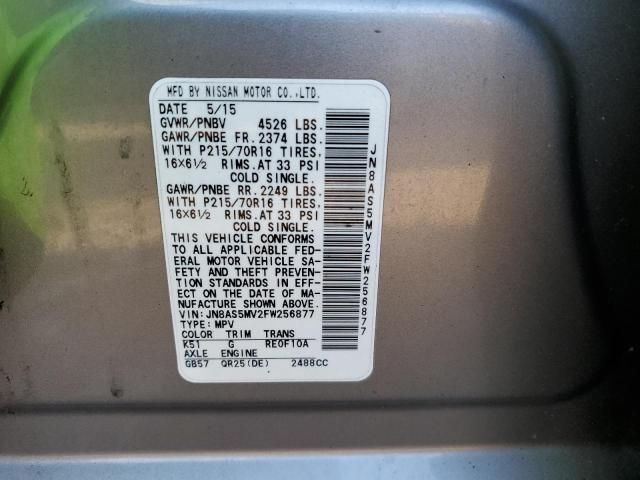 MFD BY NISSAN MOTOR CO.,LTD.
DATE 5/15
GVWR/PNBV 4526 LBS.
GAWR/PNBE FR. 2374 LBS.
WITH P215/70R16 TIRES,
16X6½ RIMS.AT 33 PSI
COLD SINGLE.
GAWR/PNBE RR. 2249 LBS.
WITH P215/70R16 TIRES,
16X6½ RIMS.AT 33 PSI
COLD SINGLE.
THIS VEHICLE CONFORMS
TO ALL APPLICABLE FED-
ERAL MOTOR VEHICLE SA-
FETY AND THEFT PREVEN-
TION STANDARDS IN EFF-
ECT ON THE DATE OF MA-
NUFACTURE SHOWN ABOVE.
VIN: JN8AS5MV2FW256877
TYPE: MPV
COLOR TRIM TRANS
K51 G RE0F10A
AXLE ENGINE
GB57 QR25(DE) 2488CC
JN8AS5MV2FW256877